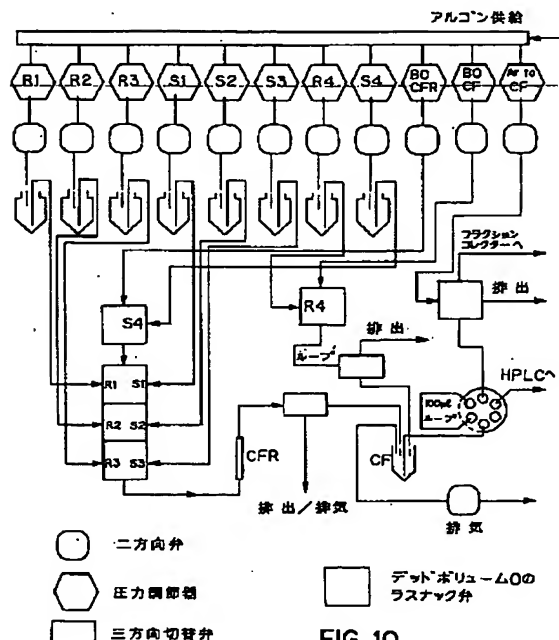 アルゴン供給
R1 R2 R3 S1 S2 S3 R4 S4 BO CFR BO CF Ar to CF
フラクション
コレクターへ
排出
S4
R4
排出
ループ
HPLCへ
R1 S1
100μℓ
ループ
R2 S2
R3 S3
CFR
CF
排出/排気
排気
二方向弁
圧力調節器
デッドボリューム0の
ラスナック弁
三方向切替弁
FIG. 10